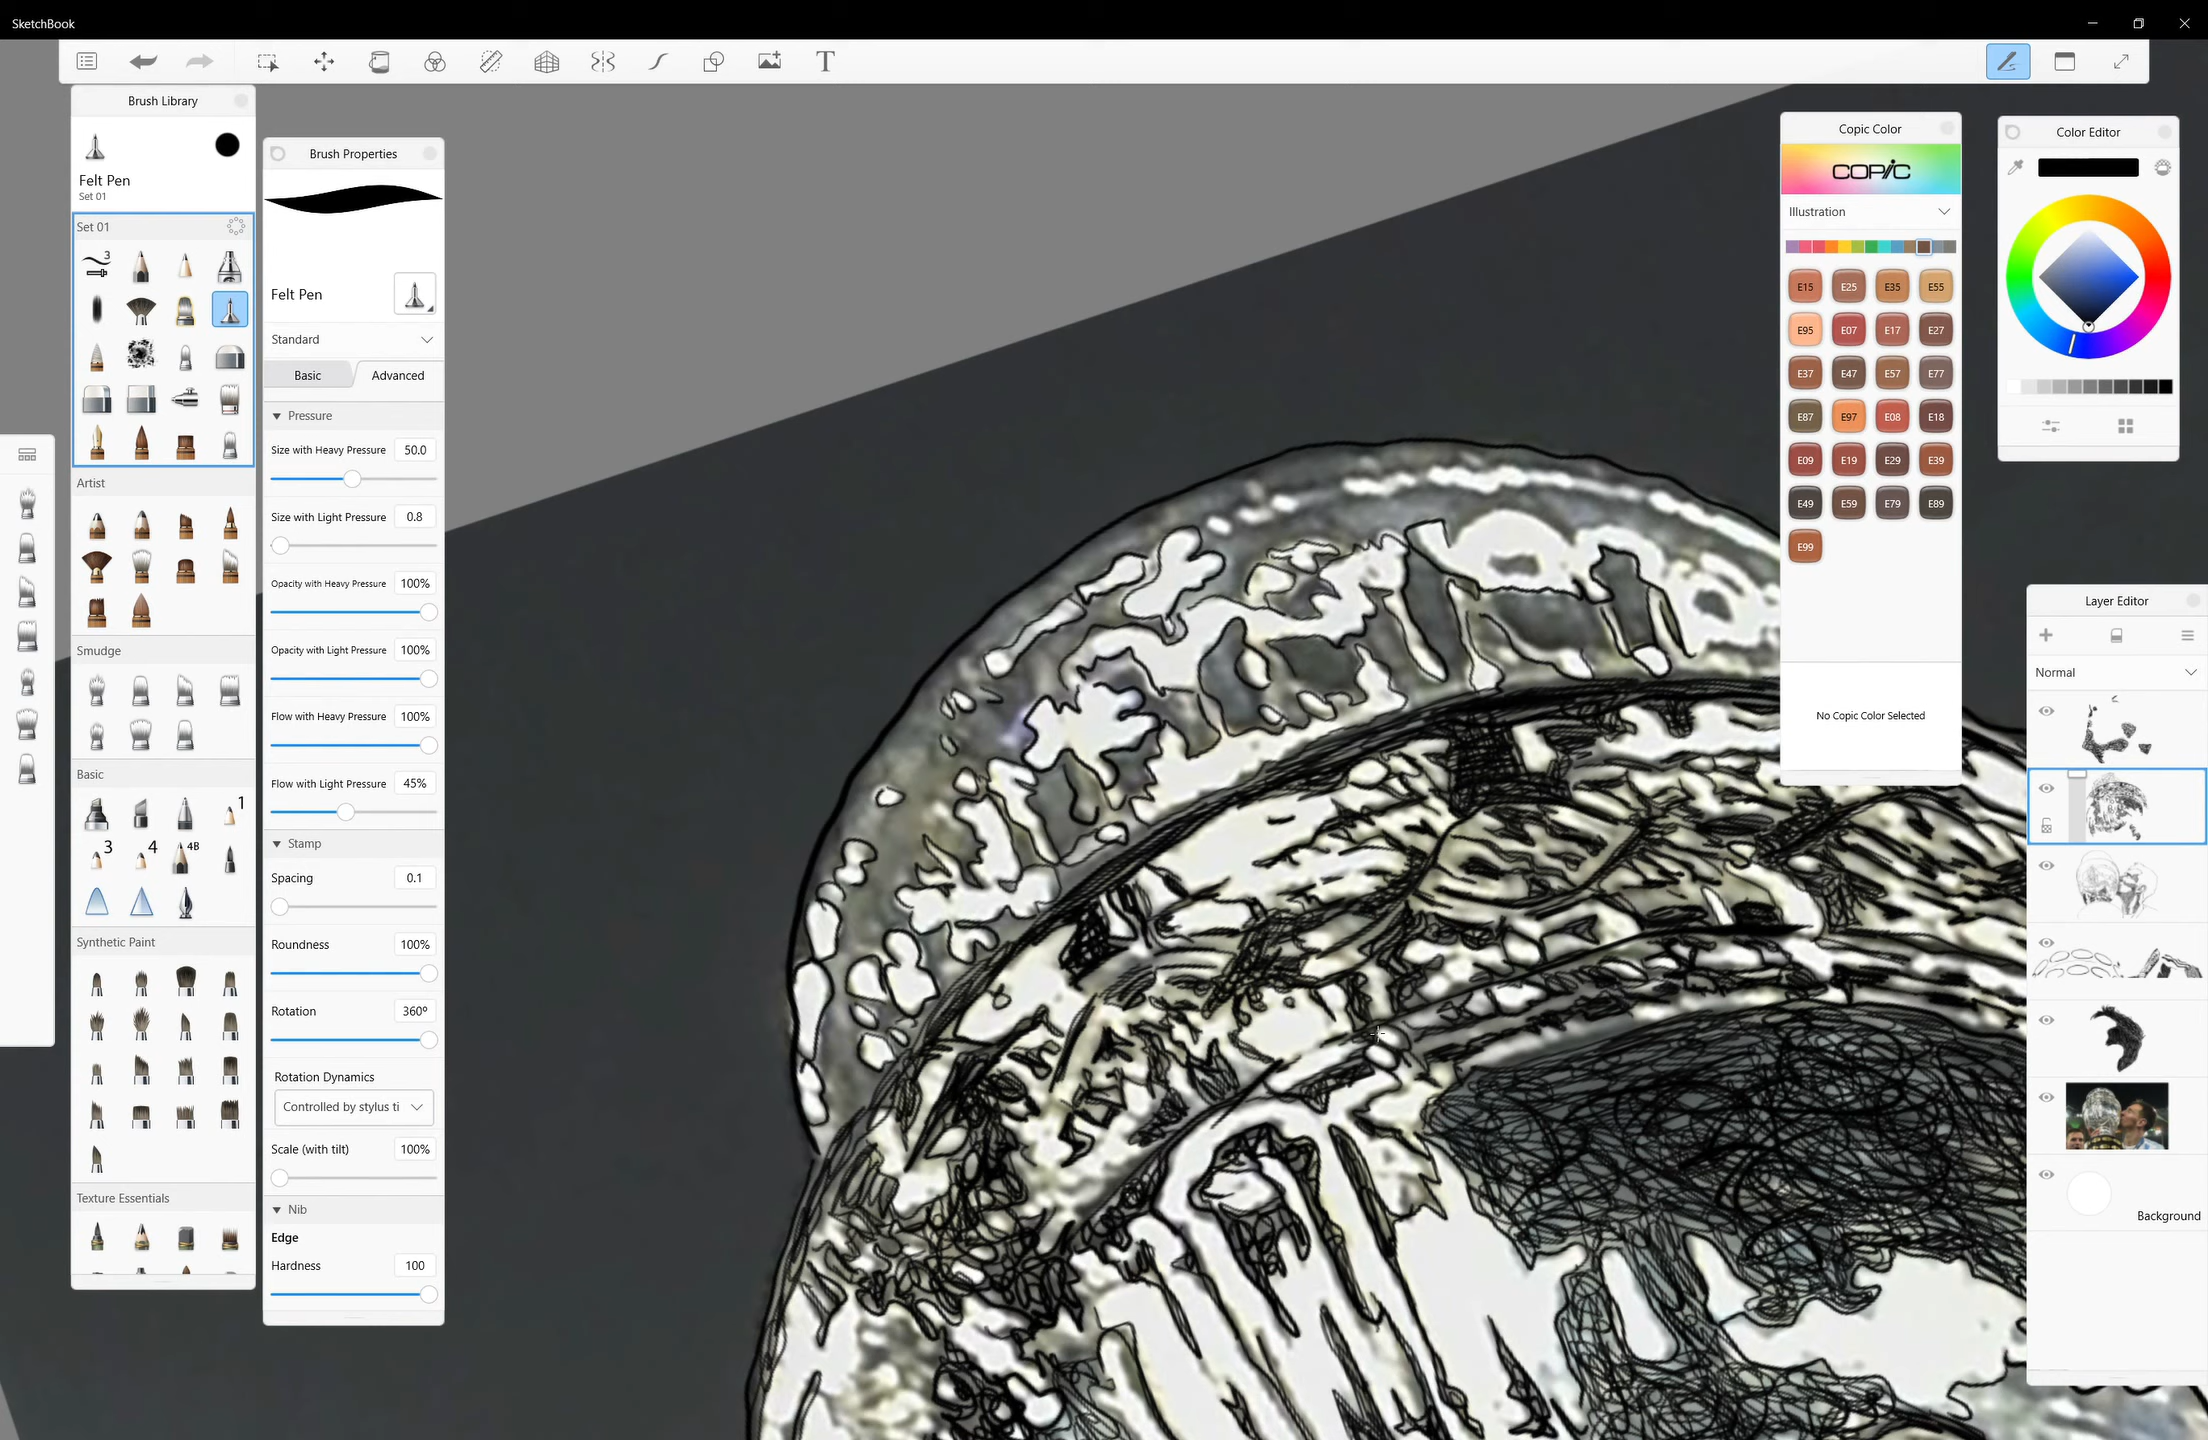 SketchBook
Brush Library
Felt Pen
Set 01
Set 01
3
Artist
Smudge
Basic
1
3
4
4B
Synthetic Paint
Texture Essentials
Brush Properties
Felt Pen
Standard
Basic
Advanced
Pressure
Size with Heavy Pressure 50.0
Size with Light Pressure 0.8
Opacity with Heavy Pressure 100%
Opacity with Light Pressure 100%
Flow with Heavy Pressure 100%
Flow with Light Pressure 45%
Stamp
Spacing 0.1
Roundness 100%
Rotation 360º
Rotation Dynamics
Controlled by stylus ti
Scale (with tilt) 100%
Nib
Edge
Hardness 100
Copic Color
COPIC
Illustration
E15 E25 E35 E55
E95 E07 E17 E27
E37 E47 E57 E77
E87 E97 E08 E18
E09 E19 E29 E39
E49 E59 E79 E89
E99
No Copic Color Selected
Color Editor
Layer Editor
Normal
Background